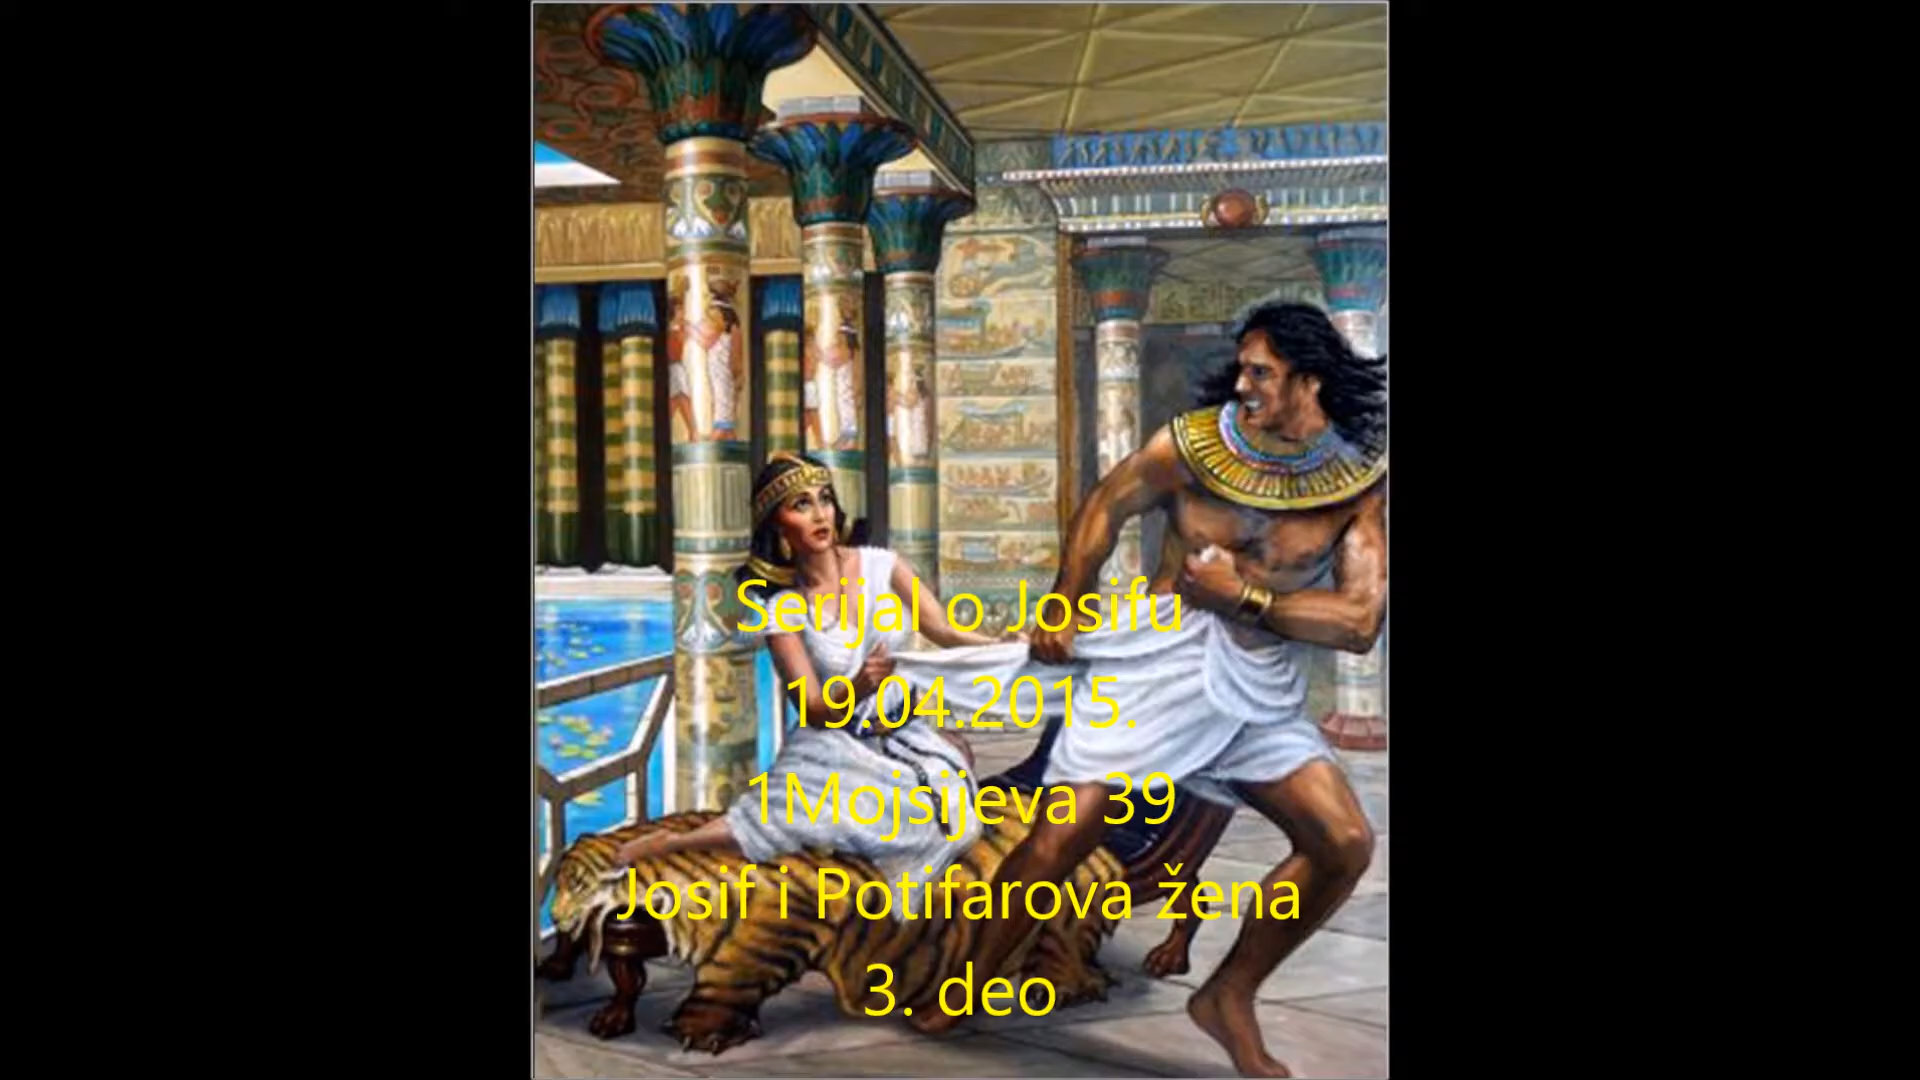 Serijal o Josifu
19.04.2015.
1Mojsijeva 39
Josif i Potifarova žena
3. deo